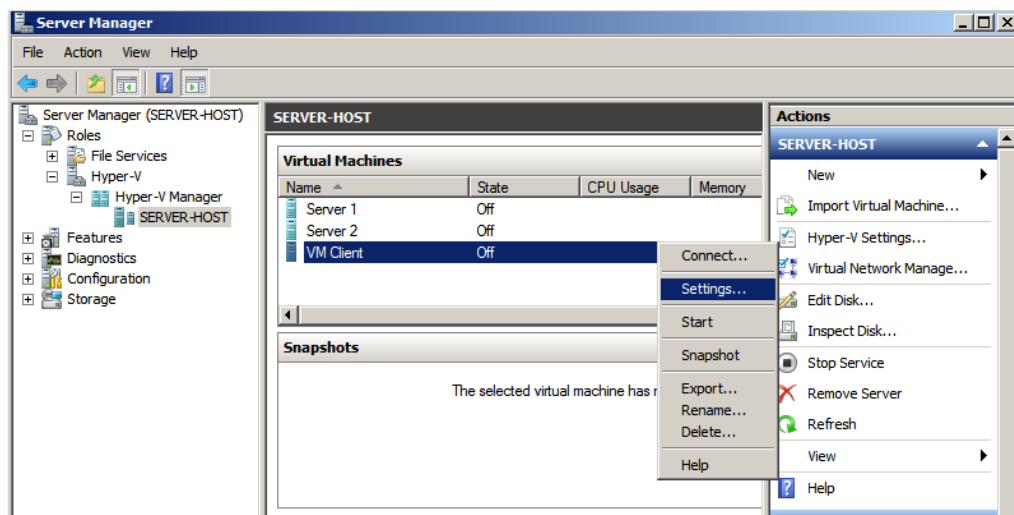 Server Manager
File Action View Help
Server Manager (SERVER-HOST)
Roles
File Services
Hyper-V
Hyper-V Manager
SERVER-HOST
Features
Diagnostics
Configuration
Storage
SERVER-HOST
Virtual Machines
Name State CPU Usage Memory
Server 1 Off
Server 2 Off
VM Client Off
Snapshots
The selected virtual machine has
Connect...
Settings...
Start
Snapshot
Export...
Rename...
Delete...
Help
Actions
SERVER-HOST
New
Import Virtual Machine...
Hyper-V Settings...
Virtual Network Manage...
Edit Disk...
Inspect Disk...
Stop Service
Remove Server
Refresh
View
Help